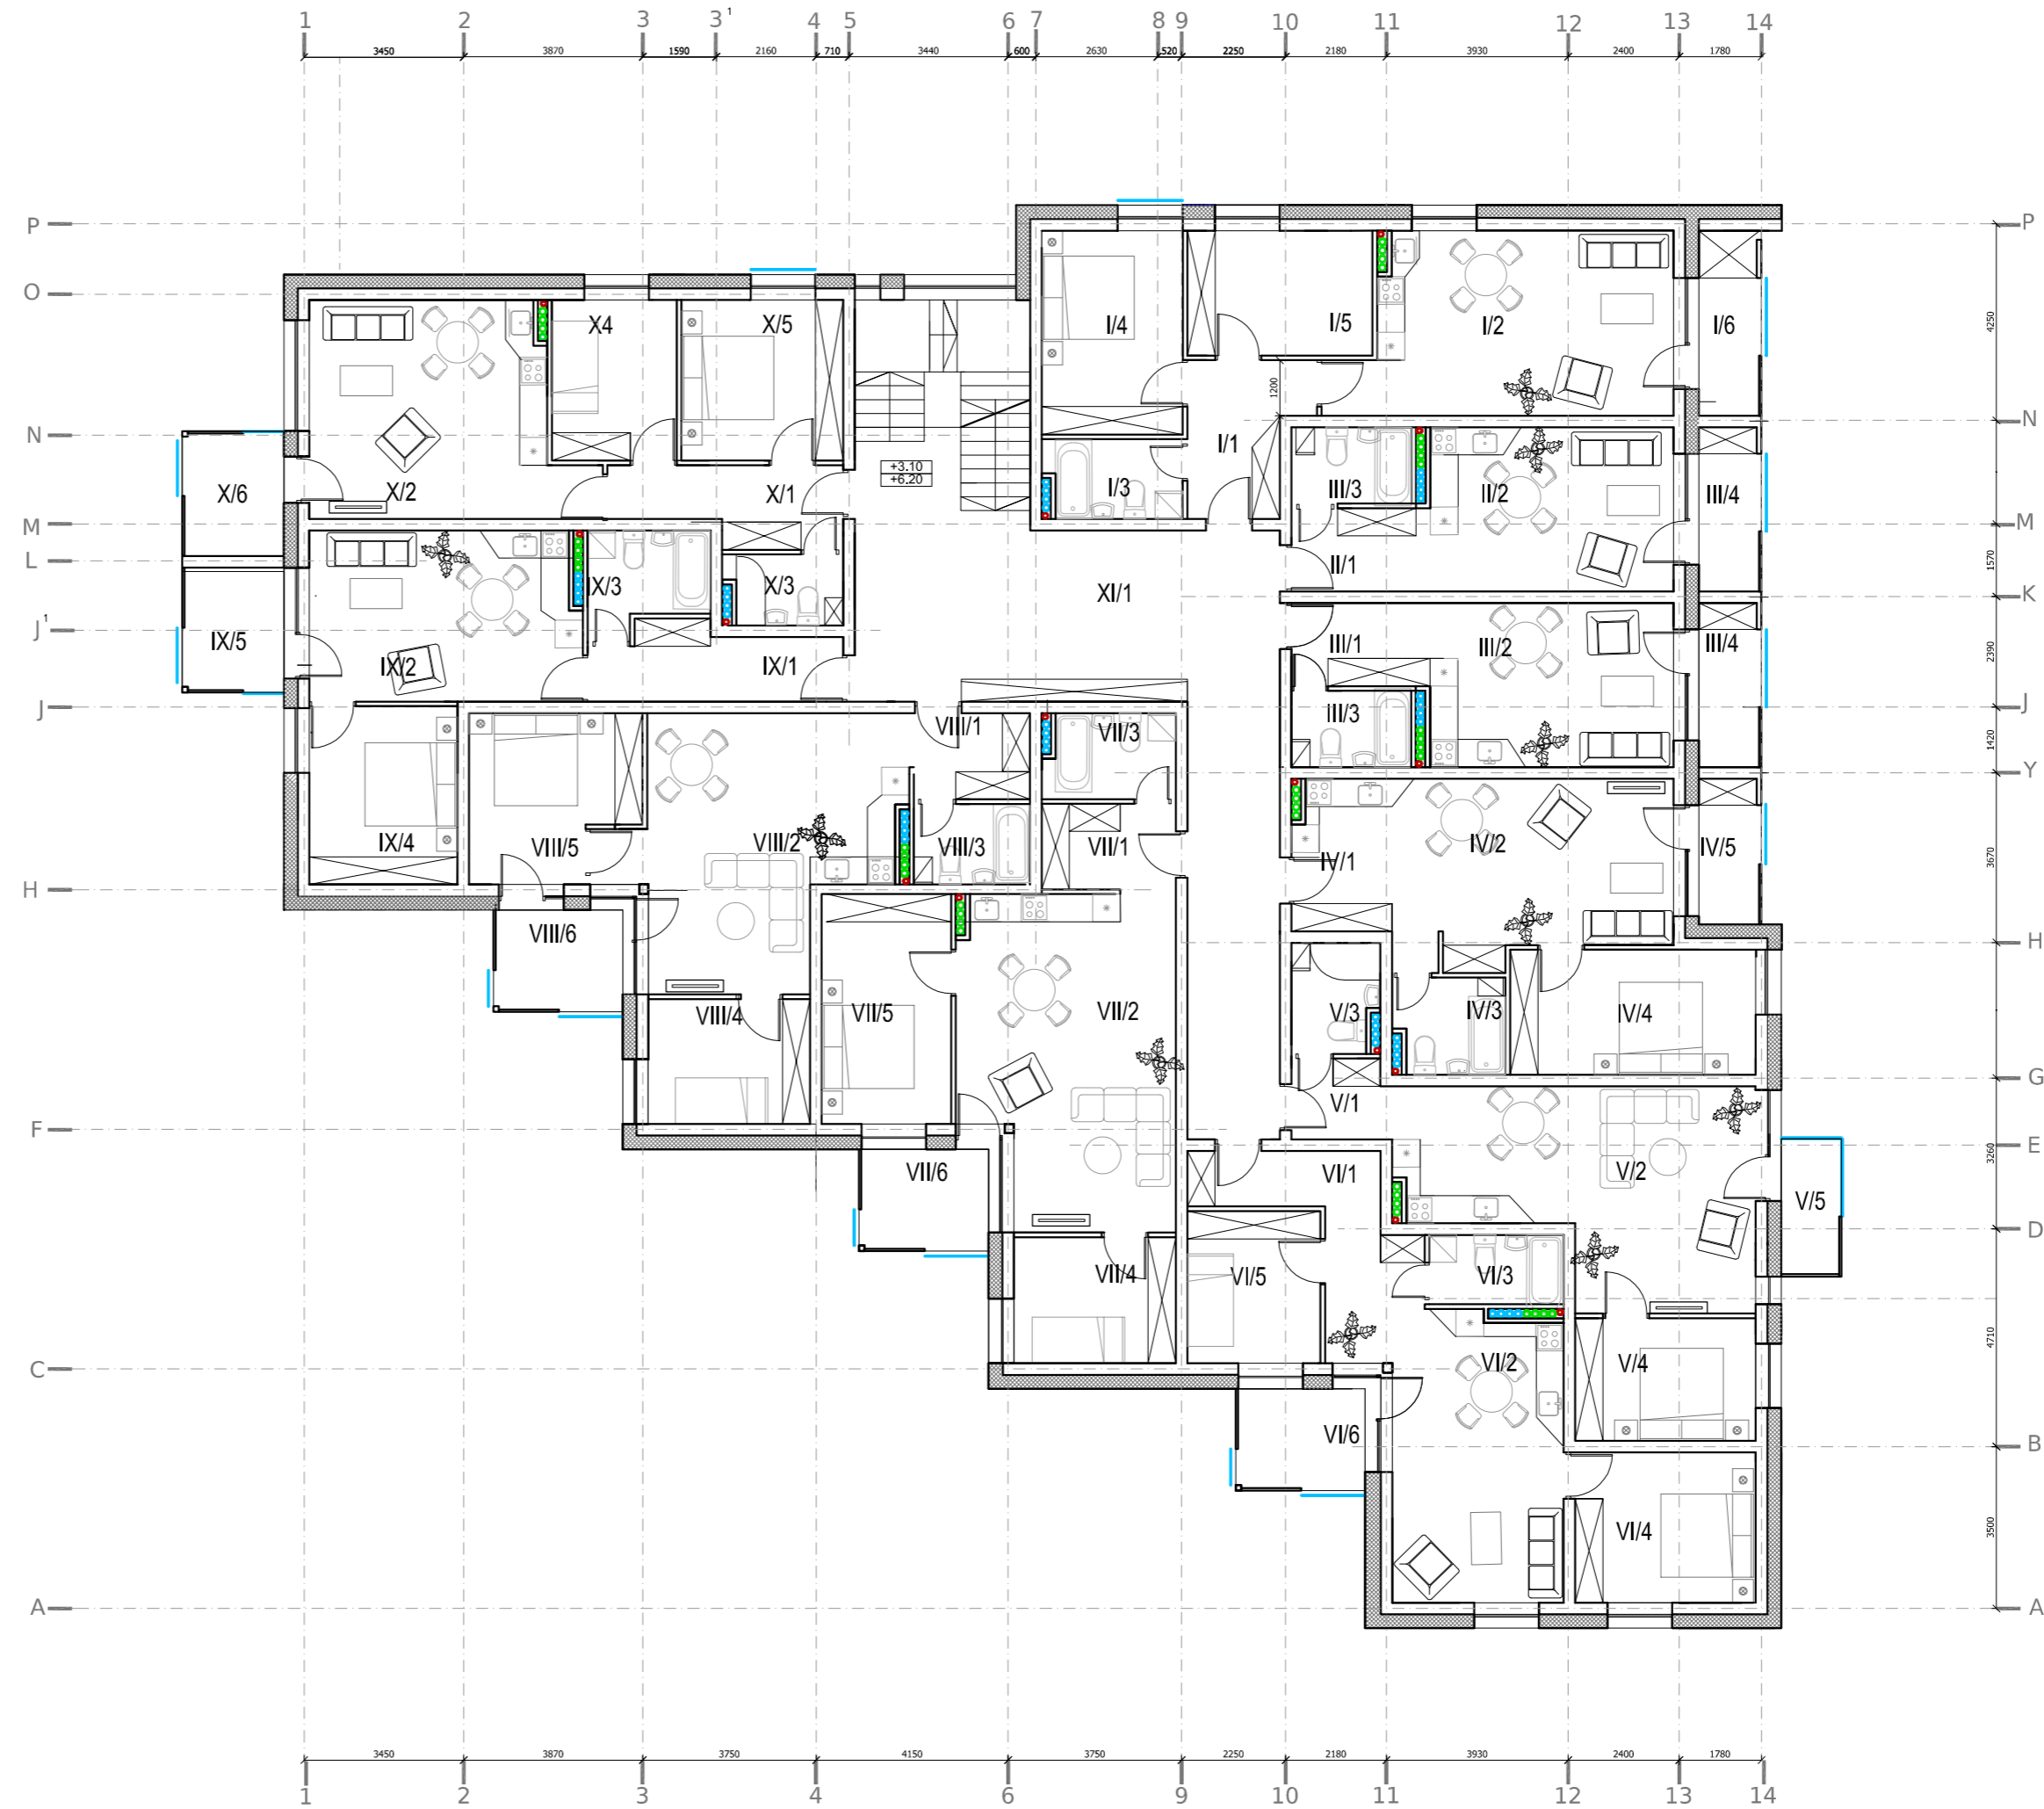 1 2 3 3¹ 4 5 6 7 8 9 10 11 12 13 14
3450 3870 1590 2160 710 3440 600 2630 520 2250 2180 3930 2400 1780
P P
O
X4 X/5 I/4 I/5 I/2 I/6
4250
1200
N N
+3.10
+6.20
X/6 X/2 X/1 I/1 I/3 III/3 II/2 III/4
M M
L
II/1
1570
IX/3 X/3 XI/1
K
J¹
IX/5 IX/2 IX/1 III/1 III/2 III/4
2390
J J
VIII/1 VII/3 III/3
1420
Y
IX/4 VIII/5 VIII/2 VIII/3 VII/1 IV/1 IV/2 IV/5
3670
H
VIII/6
H
VIII/4 VII/5 VII/2 V/3 IV/3 IV/4
G
V/1
F
E
3260
VII/6 VI/1 V/2 V/5
D
VII/4 VI/5 VI/3
4710
C
VI/2 V/4
VI/6
B
VI/4
3500
A A
3450 3870 3750 4150 3750 2250 2180 3930 2400 1780
1 2 3 4 6 9 10 11 12 13 14